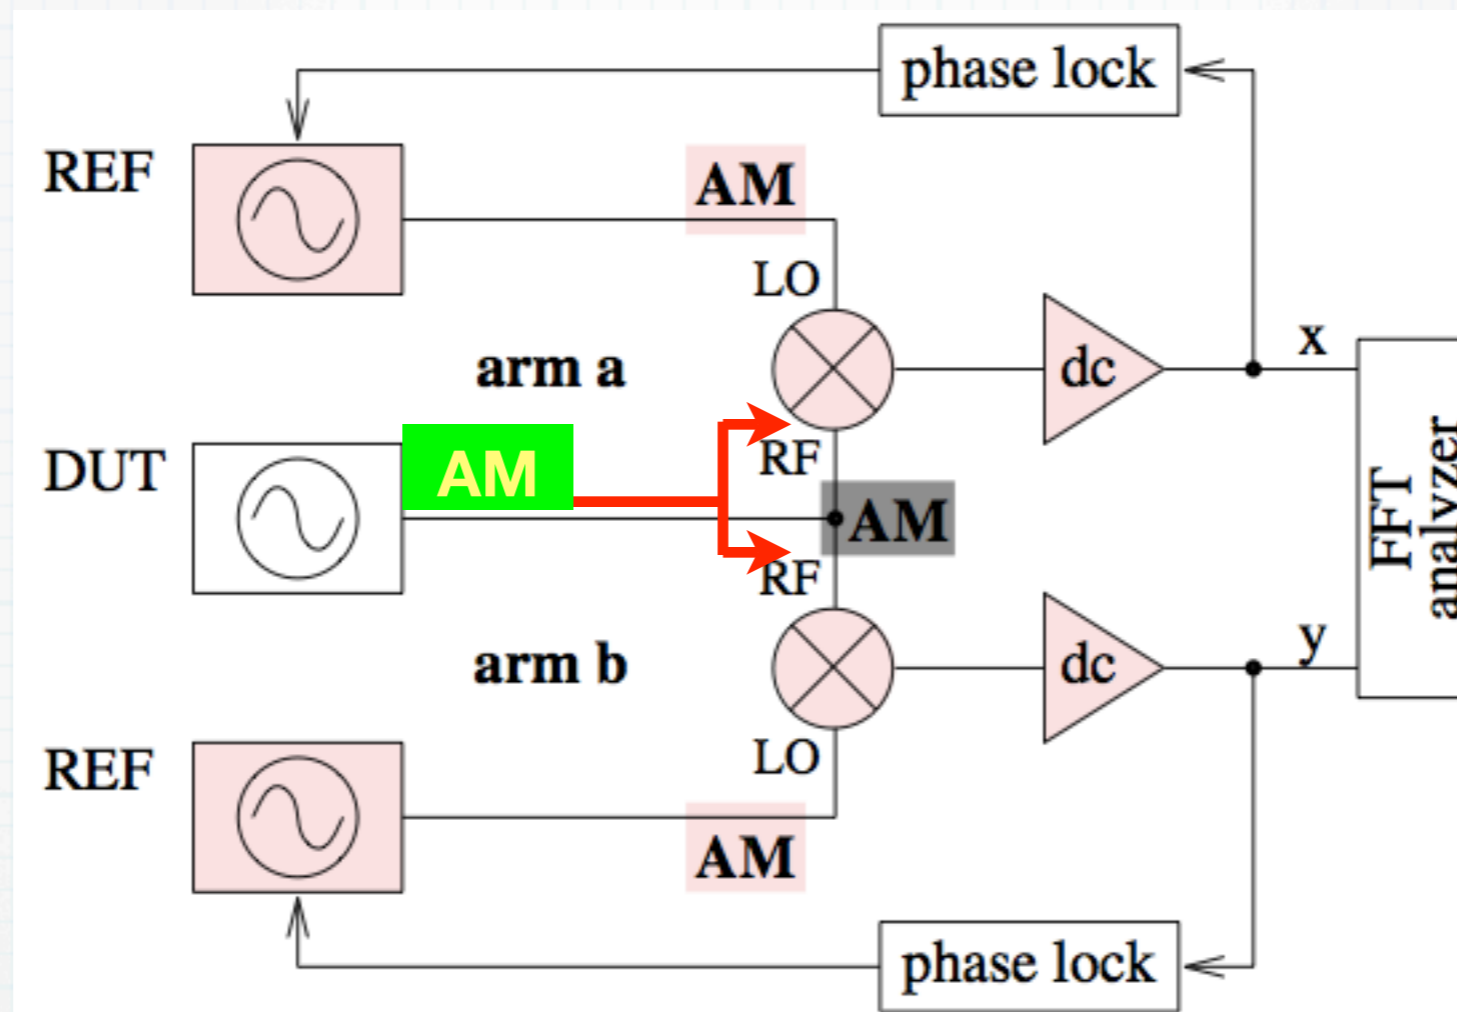 phase lock
REF
AM
LO
arm a
dc
x
RF
DUT
AM
AM
FFT
analyzer
RF
arm b
dc
y
REF
LO
AM
phase lock